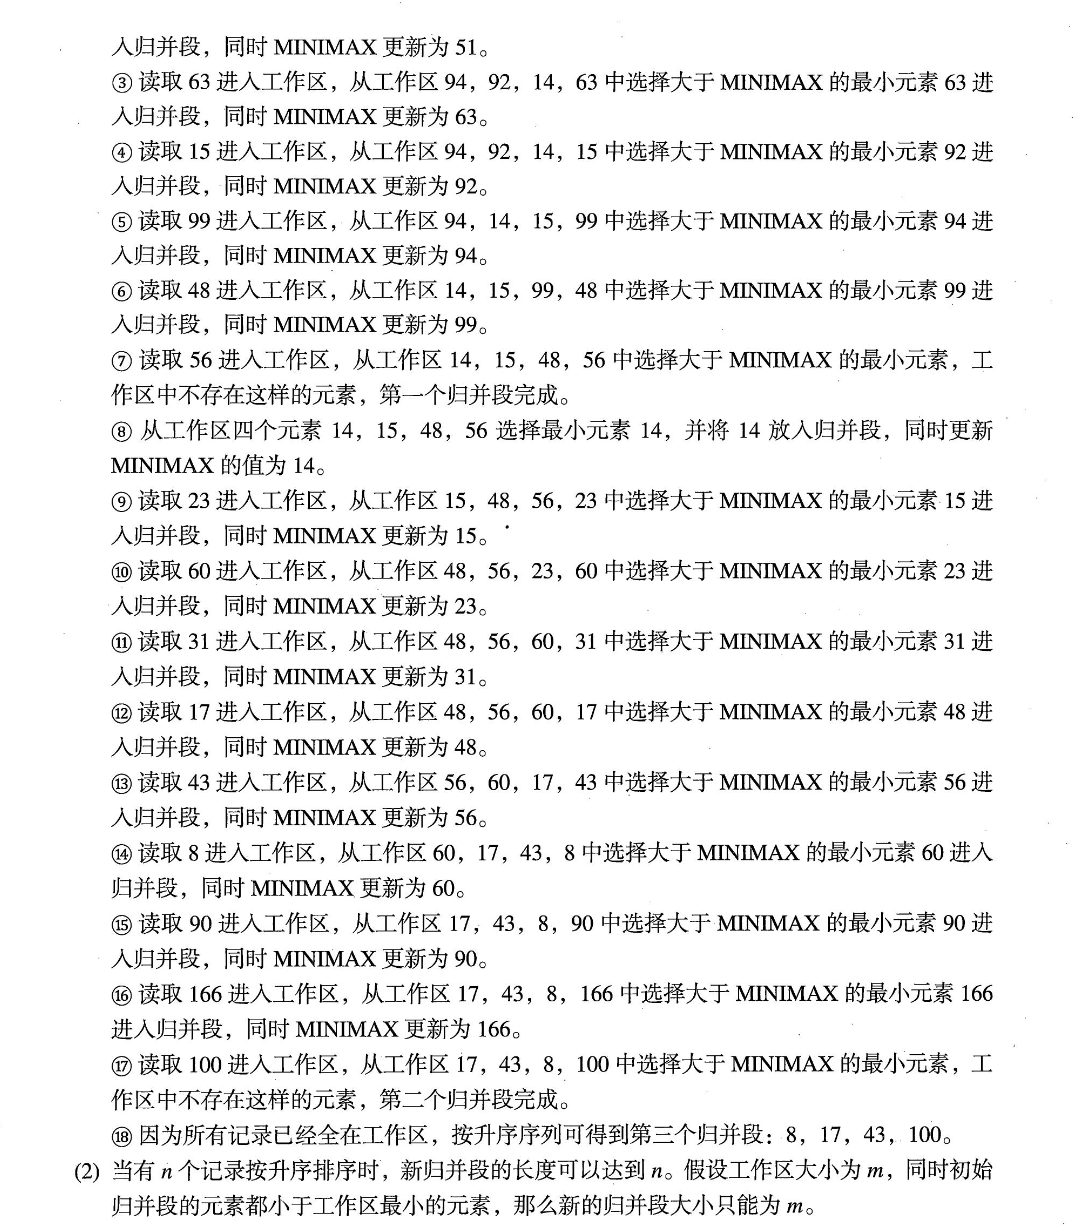 入归并段，同时 MINIMAX 更新为 51。
③ 读取 63 进入工作区，从工作区 94，92，14，63 中选择大于 MINIMAX 的最小元素 63 进
入归并段，同时 MINIMAX 更新为 63。
④ 读取 15 进入工作区，从工作区 94，92，14，15 中选择大于 MINIMAX 的最小元素 92 进
入归并段，同时 MINIMAX 更新为 92。
⑤ 读取 99 进入工作区，从工作区 94，14，15，99 中选择大于 MINIMAX 的最小元素 94 进
入归并段，同时 MINIMAX 更新为 94。
⑥ 读取 48 进入工作区，从工作区 14，15，99，48 中选择大于 MINIMAX 的最小元素 99 进
入归并段，同时 MINIMAX 更新为 99。
⑦ 读取 56 进入工作区，从工作区 14，15，48，56 中选择大于 MINIMAX 的最小元素，工
作区中不存在这样的元素，第一个归并段完成。
⑧ 从工作区四个元素 14，15，48，56 选择最小元素 14，并将 14 放入归并段，同时更新
MINIMAX 的值为 14。
⑨ 读取 23 进入工作区，从工作区 15，48，56，23 中选择大于 MINIMAX 的最小元素 15 进
入归并段，同时 MINIMAX 更新为 15。
⑩ 读取 60 进入工作区，从工作区 48，56，23，60 中选择大于 MINIMAX 的最小元素 23 进
入归并段，同时 MINIMAX 更新为 23。
⑪ 读取 31 进入工作区，从工作区 48，56，60，31 中选择大于 MINIMAX 的最小元素 31 进
入归并段，同时 MINIMAX 更新为 31。
⑫ 读取 17 进入工作区，从工作区 48，56，60，17 中选择大于 MINIMAX 的最小元素 48 进
入归并段，同时 MINIMAX 更新为 48。
⑬ 读取 43 进入工作区，从工作区 56，60，17，43 中选择大于 MINIMAX 的最小元素 56 进
入归并段，同时 MINIMAX 更新为 56。
⑭ 读取 8 进入工作区，从工作区 60，17，43，8 中选择大于 MINIMAX 的最小元素 60 进入
归并段，同时 MINIMAX 更新为 60。
⑮ 读取 90 进入工作区，从工作区 17，43，8，90 中选择大于 MINIMAX 的最小元素 90 进
入归并段，同时 MINIMAX 更新为 90。
⑯ 读取 166 进入工作区，从工作区 17，43，8，166 中选择大于 MINIMAX 的最小元素 166
进入归并段，同时 MINIMAX 更新为 166。
⑰ 读取 100 进入工作区，从工作区 17，43，8，100 中选择大于 MINIMAX 的最小元素，工
作区中不存在这样的元素，第二个归并段完成。
⑱ 因为所有记录已经全在工作区，按升序序列可得到第三个归并段：8，17，43，100。
(2) 当有 n 个记录按升序排序时，新归并段的长度可以达到 n。假设工作区大小为 m，同时初始
归并段的元素都小于工作区最小的元素，那么新的归并段大小只能为 m。